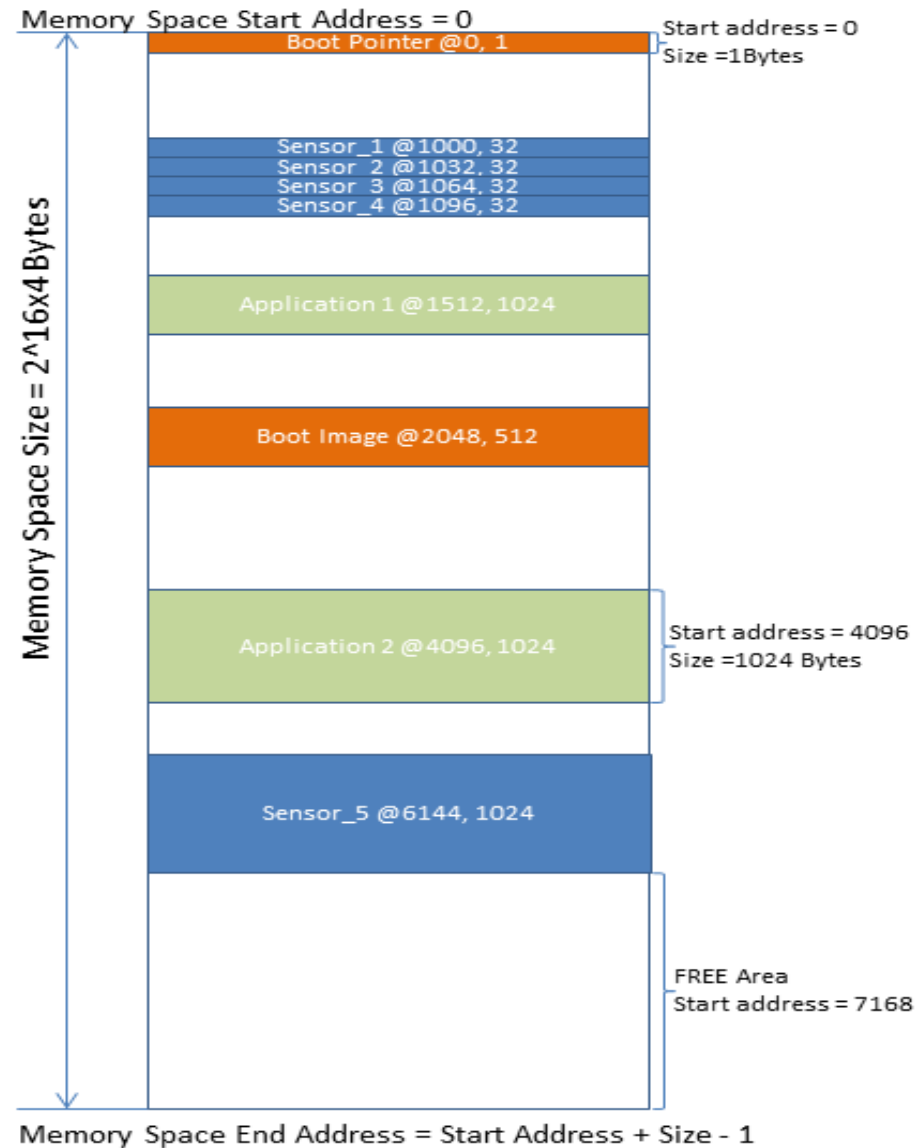 Memory Space Start Address = 0
Boot Pointer @0, 1
Start address = 0
Size =1Bytes
Sensor_1 @1000, 32
Sensor_2 @1032, 32
Sensor_3 @1064, 32
Sensor_4 @1096, 32
Memory Space Size = 2^16x4 Bytes
Application 1 @1512, 1024
Boot Image @2048, 512
Application 2 @4096, 1024
Start address = 4096
Size =1024 Bytes
Sensor_5 @6144, 1024
FREE Area
Start address = 7168
Memory Space End Address = Start Address + Size - 1